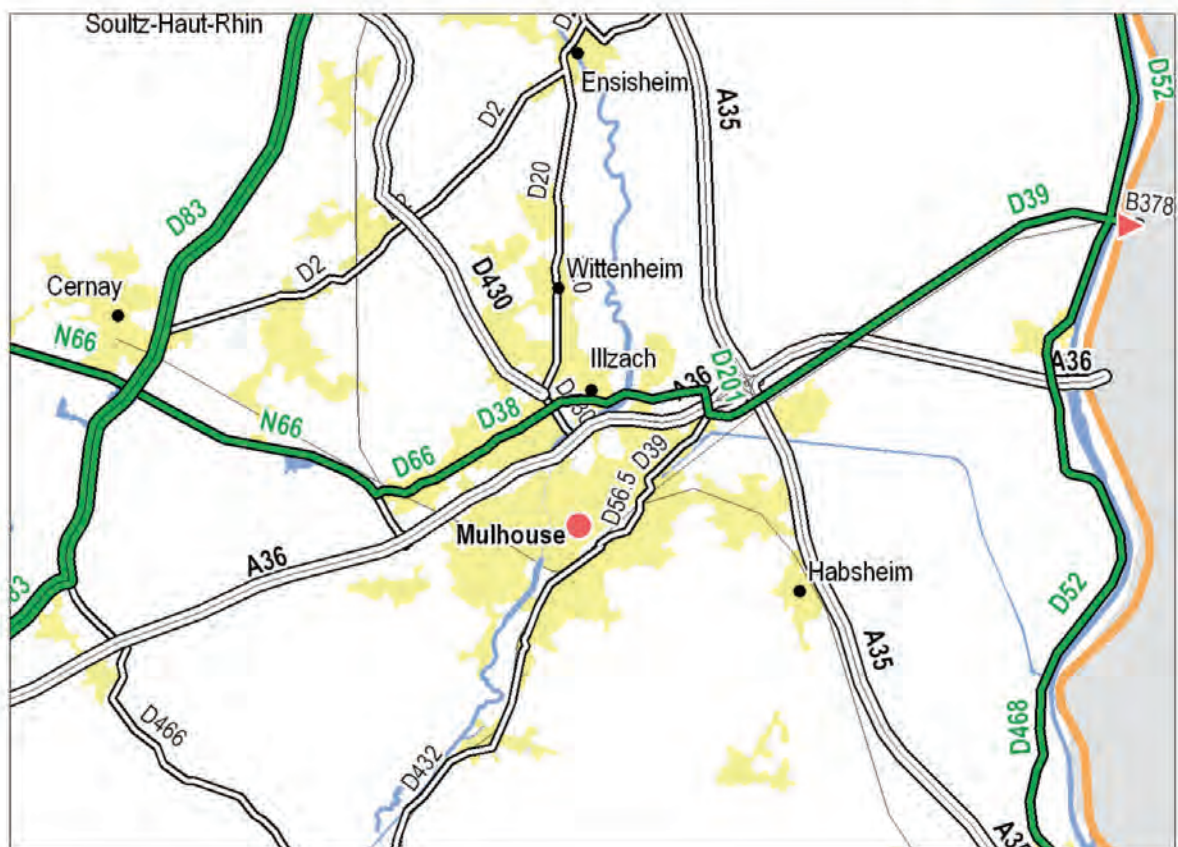 Soultz-Haut-Rhin
D52
Ensisheim
A35
D2
D20
D39
B378
D83
D2
Wittenheim
Cernay
D430
N66
Illzach
A36
D201
A36
D38
N66
D66
D39
D56.5
Mulhouse
A36
Habsheim
D52
A35
D466
D468
D432